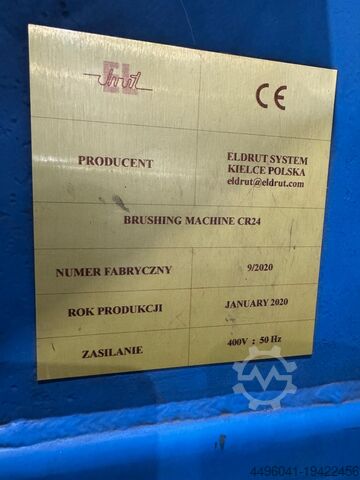 CE
PRODUCENT
ELDRUT SYSTEM
KIELCE POLSKA
eldrut@eldrut.com
BRUSHING MACHINE CR24
NUMER FABRYCZNY
9/2020
ROK PRODUKCJI
JANUARY 2020
ZASILANIE
400V : 50 Hz
4496041-19422456